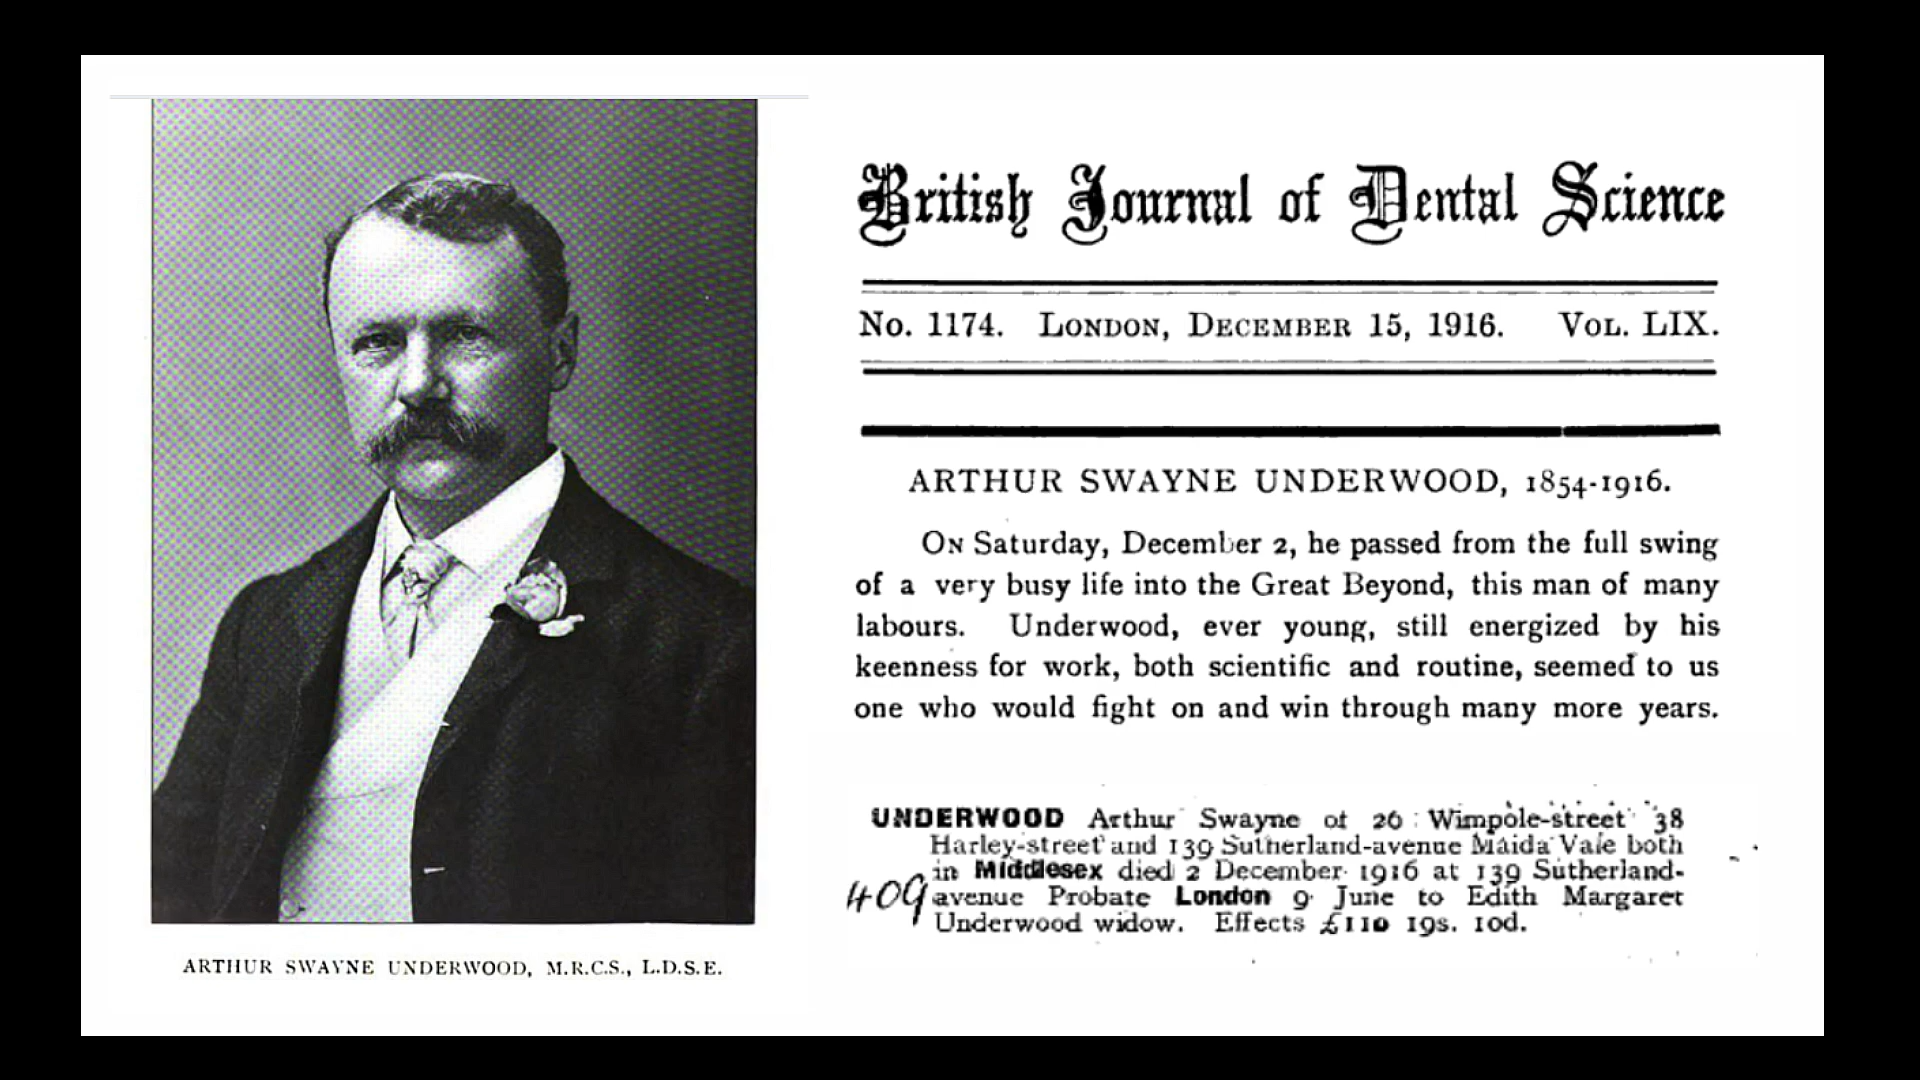 British Journal of Dental Science
No. 1174. LONDON, DECEMBER 15, 1916. VOL. LIX.
ARTHUR SWAYNE UNDERWOOD, 1854-1916.
ON Saturday, December 2, he passed from the full swing
of a very busy life into the Great Beyond, this man of many
labours. Underwood, ever young, still energized by his
keenness for work, both scientific and routine, seemed to us
one who would fight on and win through many more years.
UNDERWOOD Arthur Swayne of 26 Wimpole-street 38
Harley-street and 139 Sutherland-avenue Maida Vale both
in Middlesex died 2 December 1916 at 139 Sutherland-
409 avenue Probate London 9 June to Edith Margaret
Underwood widow. Effects £110 19s. 10d.
ARTHUR SWAYNE UNDERWOOD, M.R.C.S., L.D.S.E.